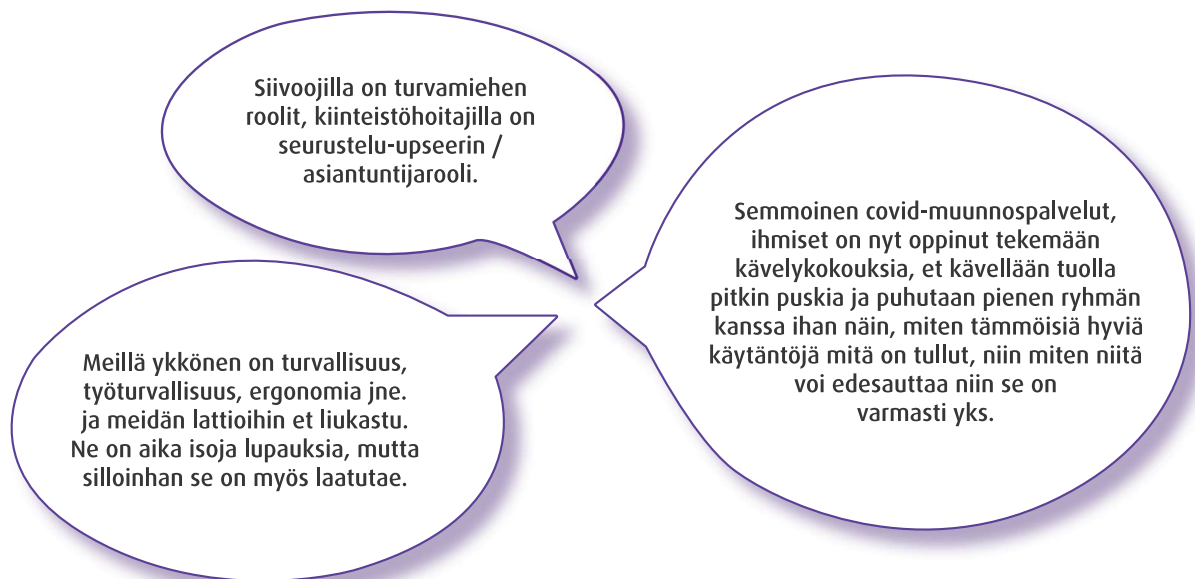 Siivoojilla on turvamiehen
roolit, kiinteistöhoitajilla on
seurustelu-upseerin /
asiantuntijarooli.
Semmoinen covid-muunnospalvelut,
ihmiset on nyt oppinut tekemään
kävelykokouksia, et kävellään tuolla
pitkin puskia ja puhutaan pienen ryhmän
kanssa ihan näin, miten tämmöisiä hyviä
käytäntöjä mitä on tullut, niin miten niitä
voi edesauttaa niin se on
varmasti yks.
Meillä ykkönen on turvallisuus,
työturvallisuus, ergonomia jne.
ja meidän lattioihin et liukastu.
Ne on aika isoja lupauksia, mutta
silloinhan se on myös laatutae.